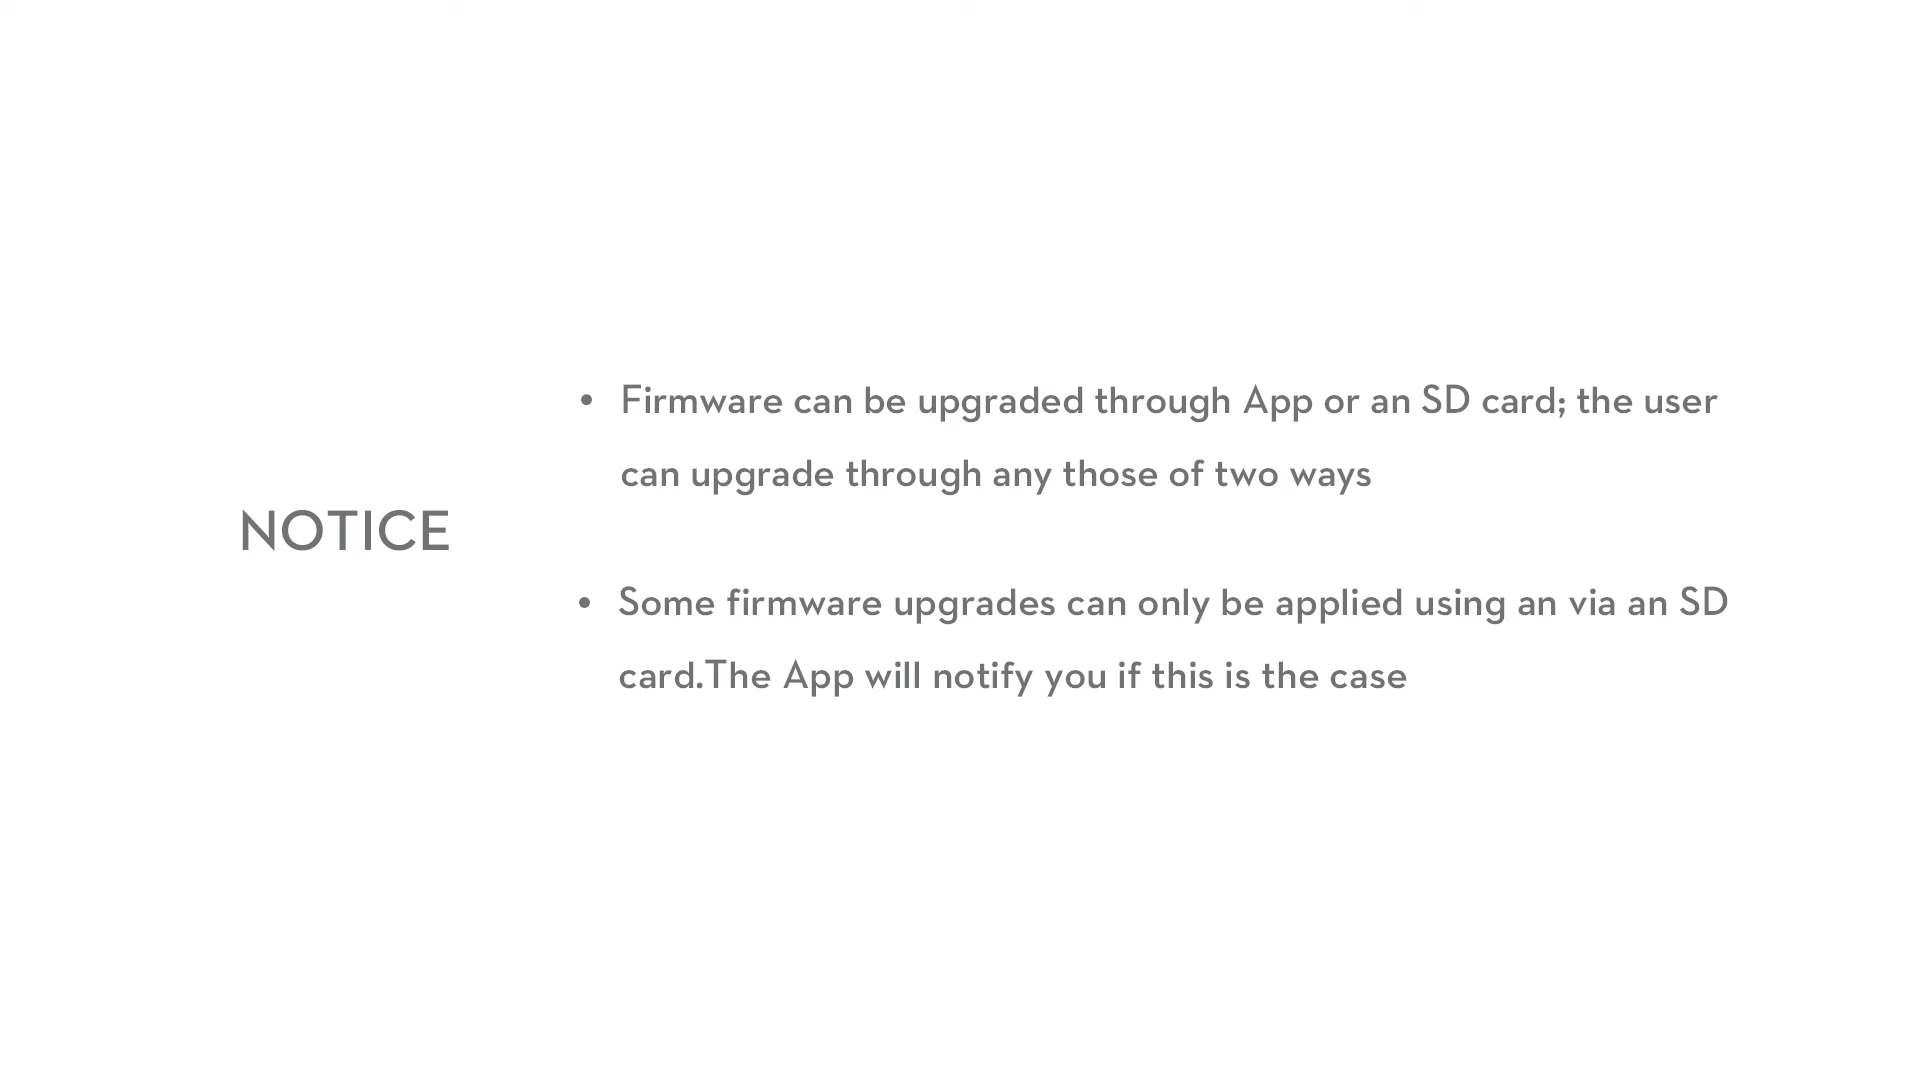 NOTICE
• Firmware can be upgraded through App or an SD card; the user
can upgrade through any those of two ways
• Some firmware upgrades can only be applied using an via an SD
card.The App will notify you if this is the case